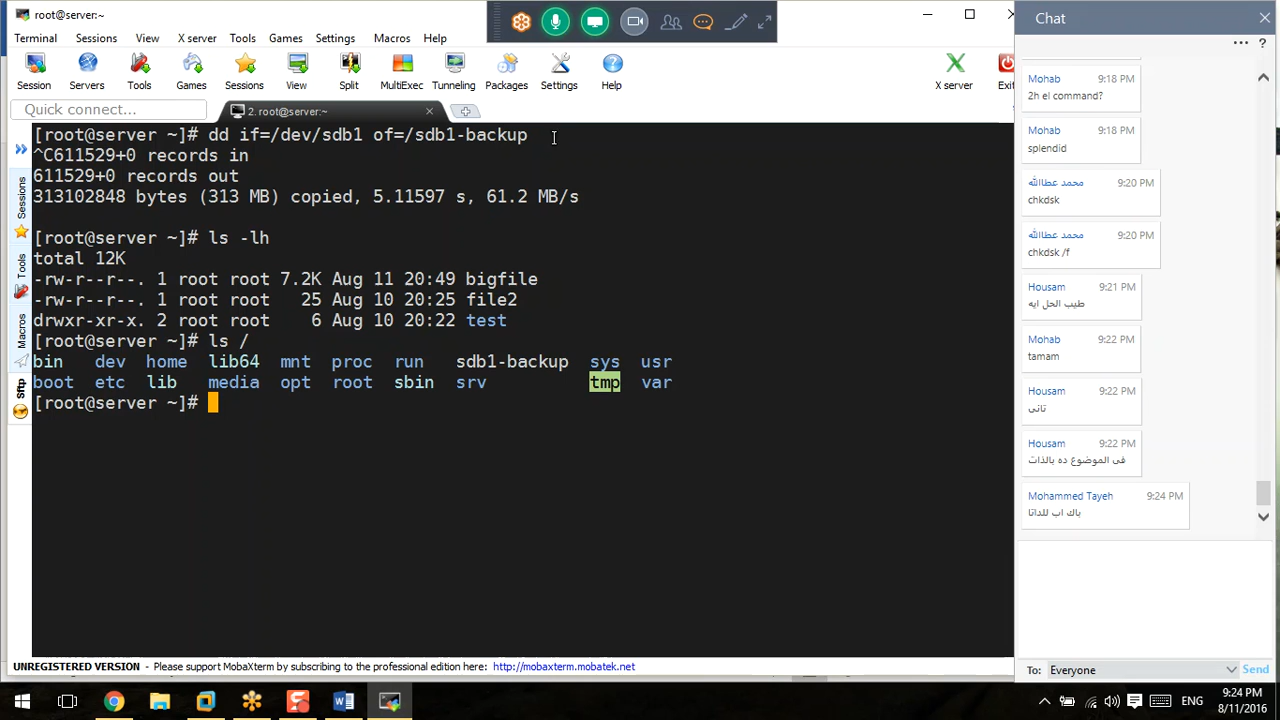 root@server:~
Terminal Sessions View X server Tools Games Settings Macros Help
Session Servers Tools Games Sessions View Split MultiExec Tunneling Packages Settings Help X server Exit
Quick connect...
2. root@server:~
[root@server ~]# dd if=/dev/sdb1 of=/sdb1-backup
^C611529+0 records in
611529+0 records out
313102848 bytes (313 MB) copied, 5.11597 s, 61.2 MB/s
[root@server ~]# ls -lh
total 12K
-rw-r--r--. 1 root root 7.2K Aug 11 20:49 bigfile
-rw-r--r--. 1 root root   25 Aug 10 20:25 file2
drwxr-xr-x. 2 root root    6 Aug 10 20:22 test
[root@server ~]# ls /
bin dev home lib64 mnt proc run sdb1-backup sys usr
boot etc lib media opt root sbin srv tmp var
[root@server ~]#
Sessions
Tools
Macros
Sftp
UNREGISTERED VERSION - Please support MobaXterm by subscribing to the professional edition here: http://mobaxterm.mobatek.net
Chat
Mohab 9:18 PM
2h el command?
Mohab 9:18 PM
splendid
محمد عطاالله 9:20 PM
chkdsk
محمد عطاالله 9:20 PM
chkdsk /f
Housam 9:21 PM
طيب الحل ايه
Mohab 9:22 PM
تمام
Housam 9:22 PM
تانى
Housam 9:22 PM
فى الموضوع ده بالذات
Mohammed Tayeh 9:24 PM
باك اب للداتا
To: Everyone Send
ENG
9:24 PM
8/11/2016